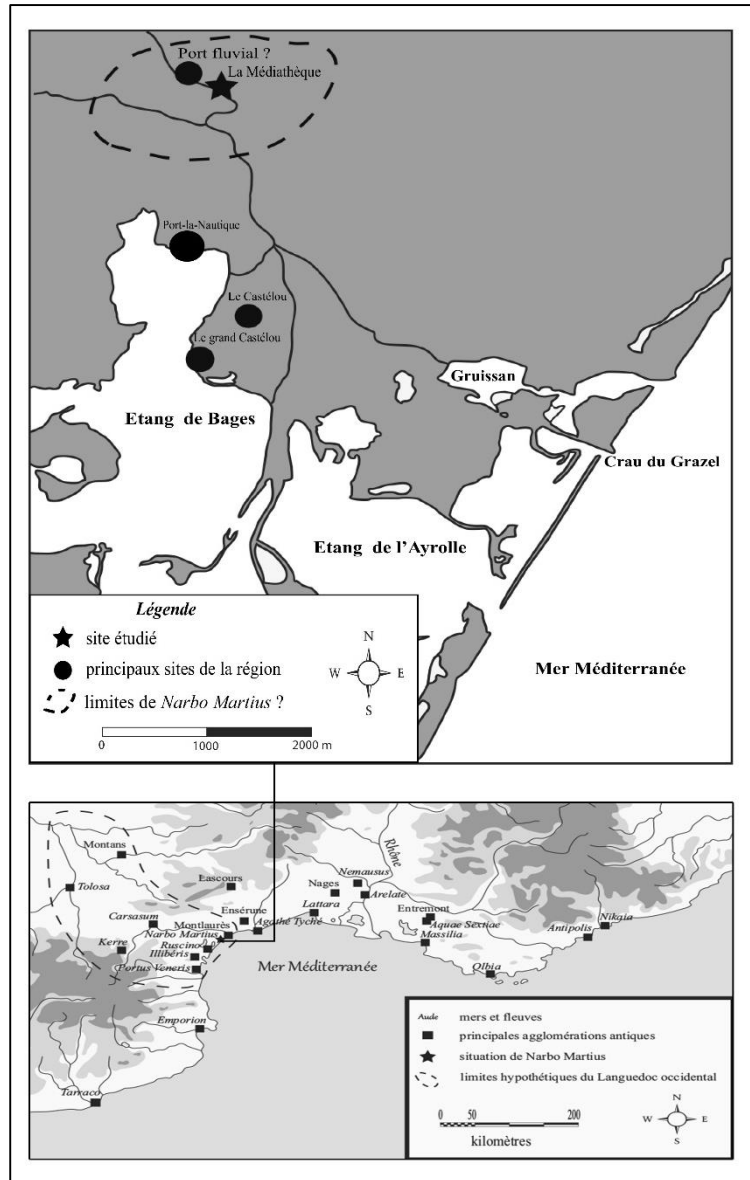 Port fluvial ?
La Médiathèque
Port-la-Nautique
Le Castélou
Le grand Castélou
Gruissan
Etang de Bages
Crau du Grazel
Etang de l’Ayrolle
Mer Méditerranée
Légende
site étudié
principaux sites de la région
limites de Narbo Martius ?
N
W E
S
0 1000 2000 m
Montans
Tolosa
Lascours
Rhône
Nemausus
Nages
Arelate
Ensérune
Lattara
Entremont
Carsasum
Montlaurès
Agathé Tyché
Aquae Sextiae
Antipolis
Nikaia
Narbo Martius
Massilia
Kerre
Ruscino
Illibéris
Portus Veneris
Mer Méditerranée
Olbia
Emporion
Tarraco
Aude mers et fleuves
principales agglomérations antiques
situation de Narbo Martius
limites hypothétiques du Languedoc occidental
0 50 200
kilomètres
N
W E
S